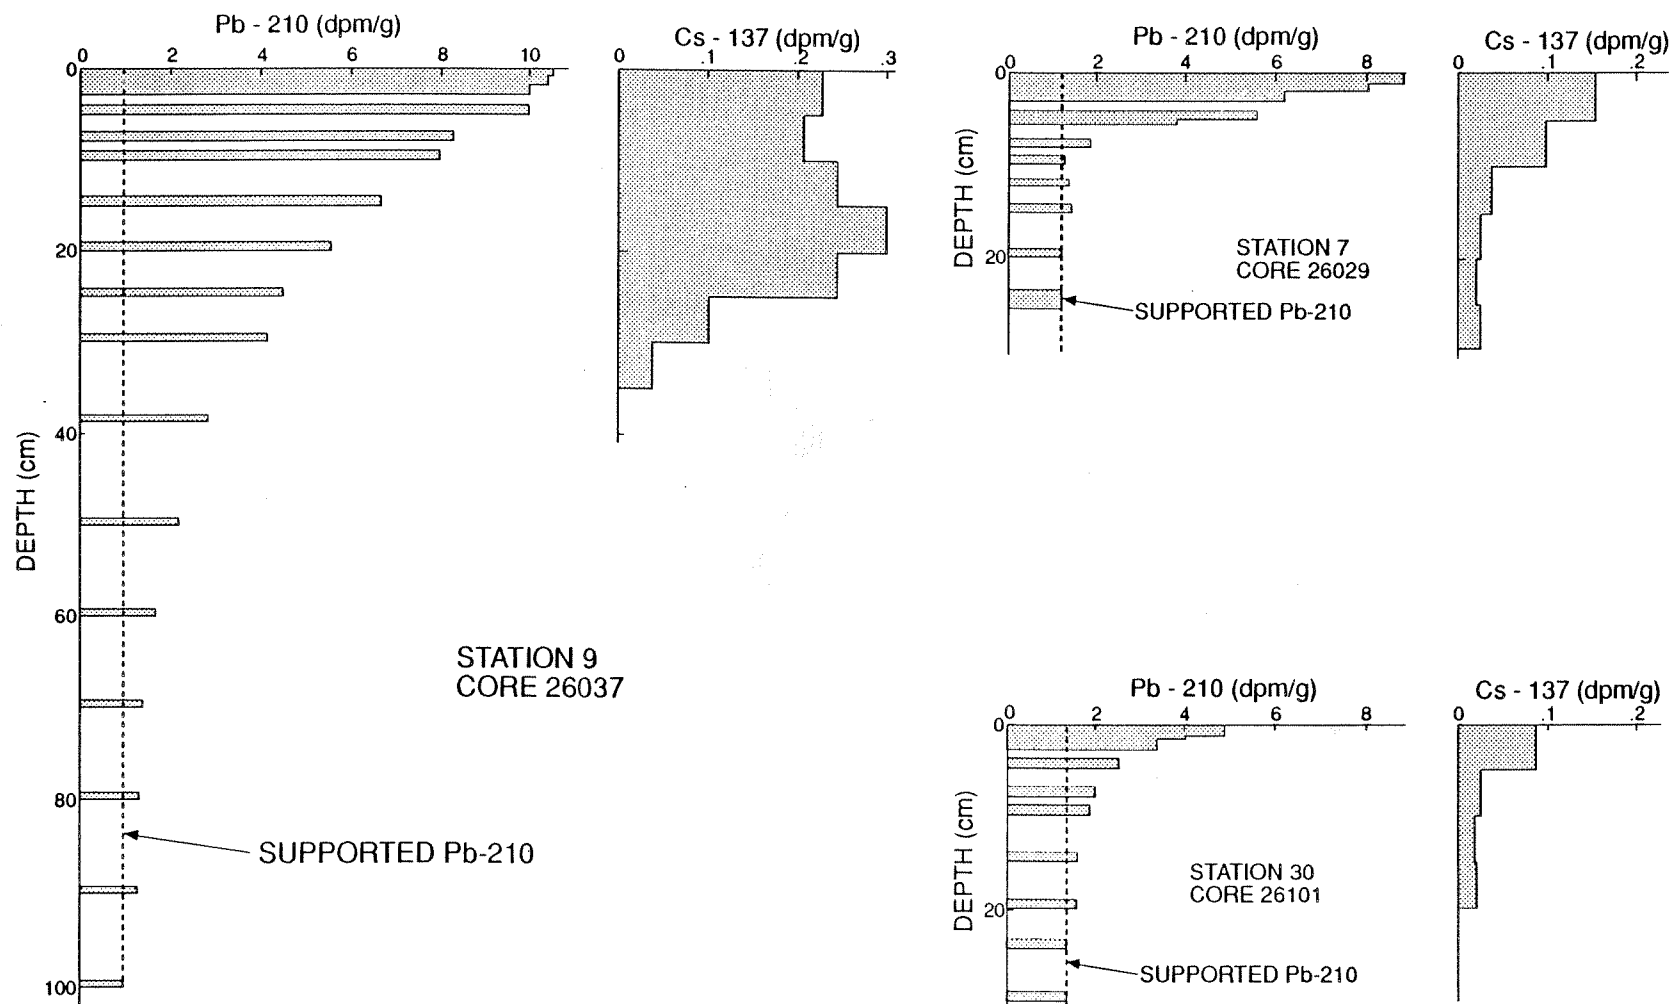 Pb - 210 (dpm/g)
0 2 4 6 8 10
0
20
40
60
80
100
DEPTH (cm)
STATION 9
CORE 26037
SUPPORTED Pb-210
Cs - 137 (dpm/g)
0 .1 .2 .3
Pb - 210 (dpm/g)
0 2 4 6 8
0
20
DEPTH (cm)
STATION 7
CORE 26029
SUPPORTED Pb-210
Cs - 137 (dpm/g)
0 .1 .2
Pb - 210 (dpm/g)
0 2 4 6 8
0
20
DEPTH (cm)
STATION 30
CORE 26101
SUPPORTED Pb-210
Cs - 137 (dpm/g)
0 .1 .2